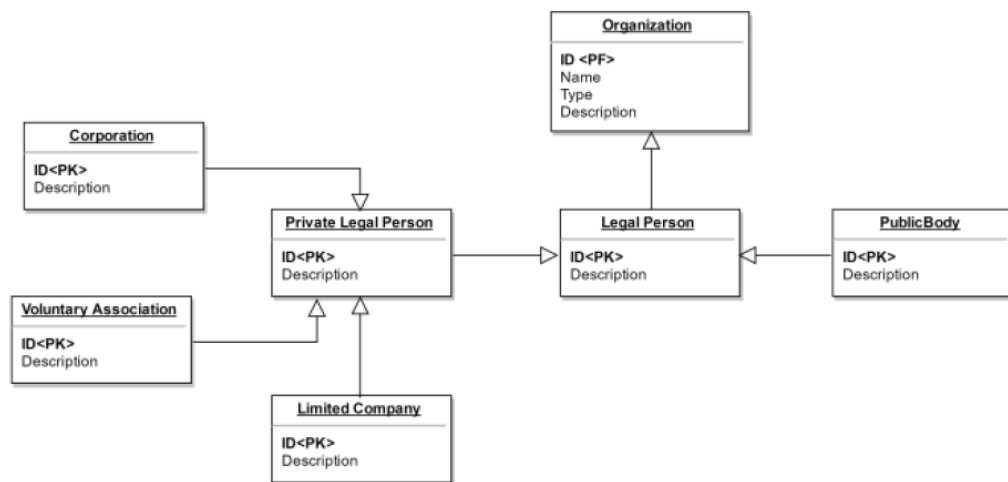 Organization
ID <PF>
Name
Type
Description
Corporation
ID<PK>
Description
Private Legal Person
ID<PK>
Description
Legal Person
ID<PK>
Description
PublicBody
ID<PK>
Description
Voluntary Association
ID<PK>
Description
Limited Company
ID<PK>
Description